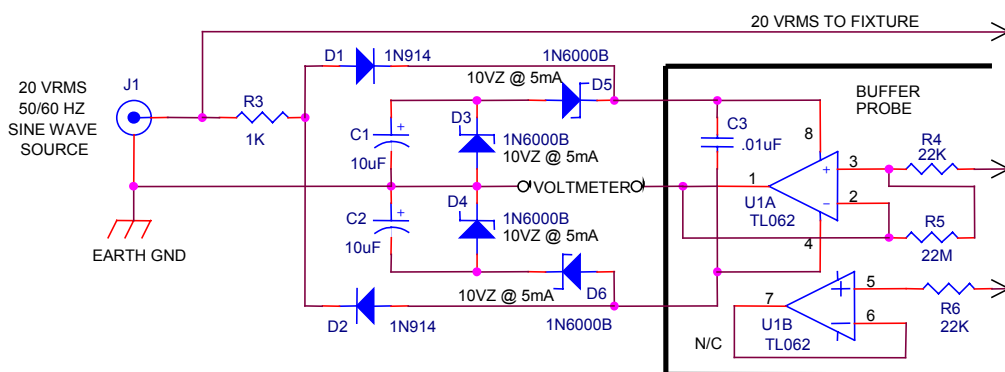 20 VRMS TO FIXTURE
20 VRMS
50/60 HZ
SINE WAVE
SOURCE
J1
R3
1K
EARTH GND
D1
1N914
1N6000B
10VZ @ 5mA
D5
C1
+
10uF
D3
1N6000B
10VZ @ 5mA
VOLTMETER
D4
1N6000B
10VZ @ 5mA
C2
+
10uF
10VZ @ 5mA
D6
D2
1N914
1N6000B
BUFFER
PROBE
C3
.01uF
8
1
+
-
3
2
4
U1A
TL062
R4
22K
R5
22M
7
5
6
U1B
TL062
R6
22K
N/C